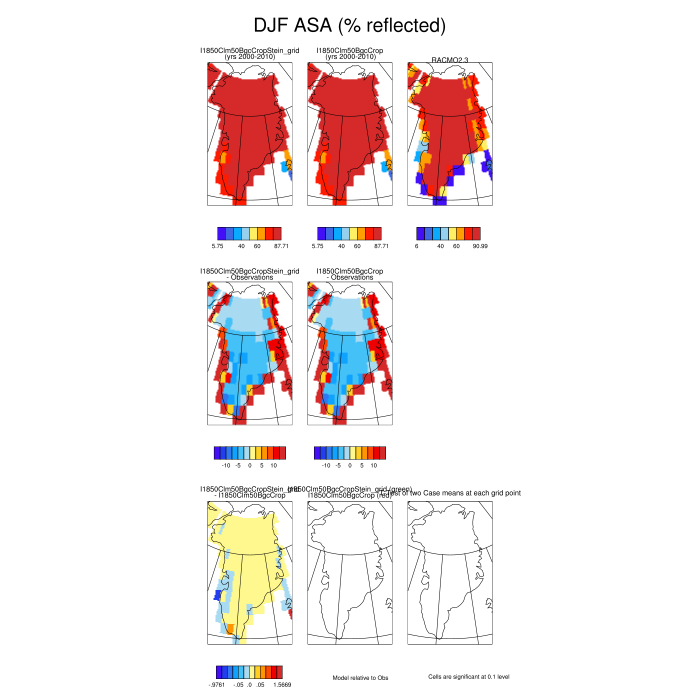 DJF ASA (% reflected)
I1850Clm50BgcCropStein_grid
(yrs 2000-2010)
I1850Clm50BgcCrop
(yrs 2000-2010)
RACMO2.3
5.75 40 60 87.71
5.75 40 60 87.71
6 40 60 90.99
I1850Clm50BgcCropStein_grid
- Observations
I1850Clm50BgcCrop
- Observations
-10 -5 0 5 10
-10 -5 0 5 10
I1850Clm50BgcCropStein_grid
- I1850Clm50BgcCrop
I1850Clm50BgcCropStein_grid (green)
I1850Clm50BgcCrop (red)
T-Test of two Case means at each grid point
-.9761 -.05 .0 .05 1.5669
Model relative to Obs
Cells are significant at 0.1 level